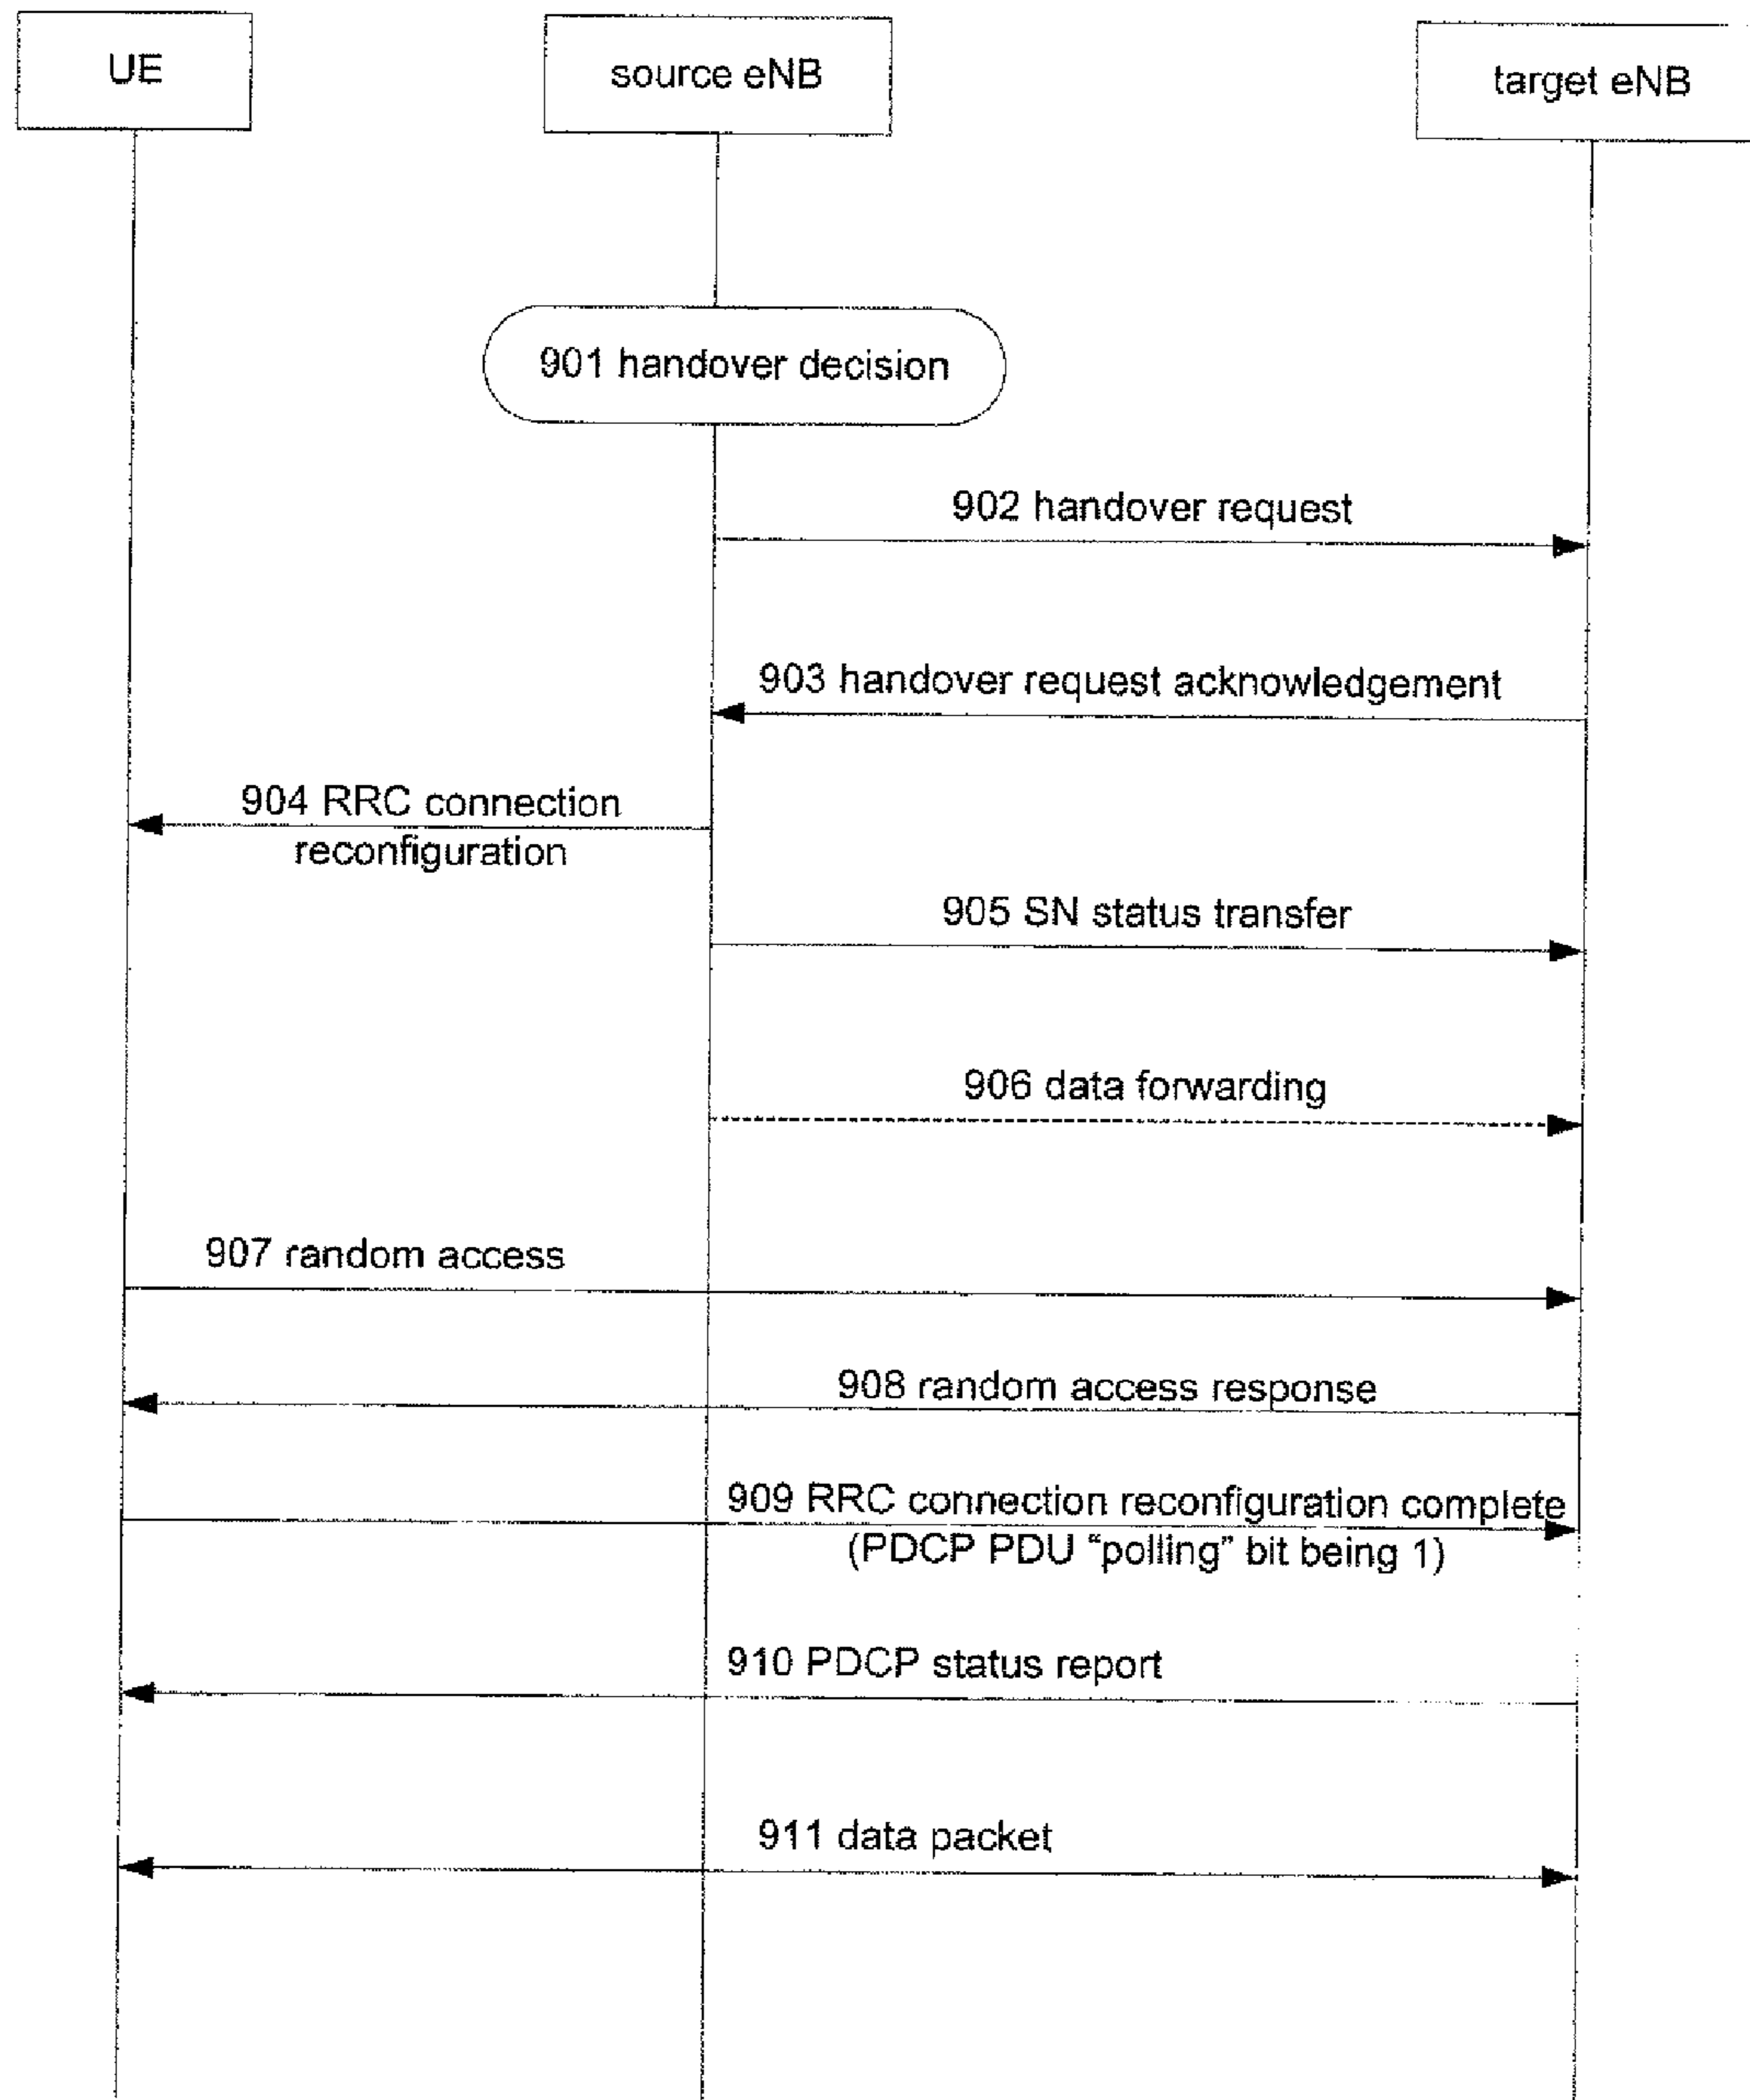 UE
source eNB
target eNB
901 handover decision
902 handover request
903 handover request acknowledgement
904 RRC connection
reconfiguration
905 SN status transfer
906 data forwarding
907 random access
908 random access response
909 RRC connection reconfiguration complete
(PDCP PDU “polling” bit being 1)
910 PDCP status report
911 data packet